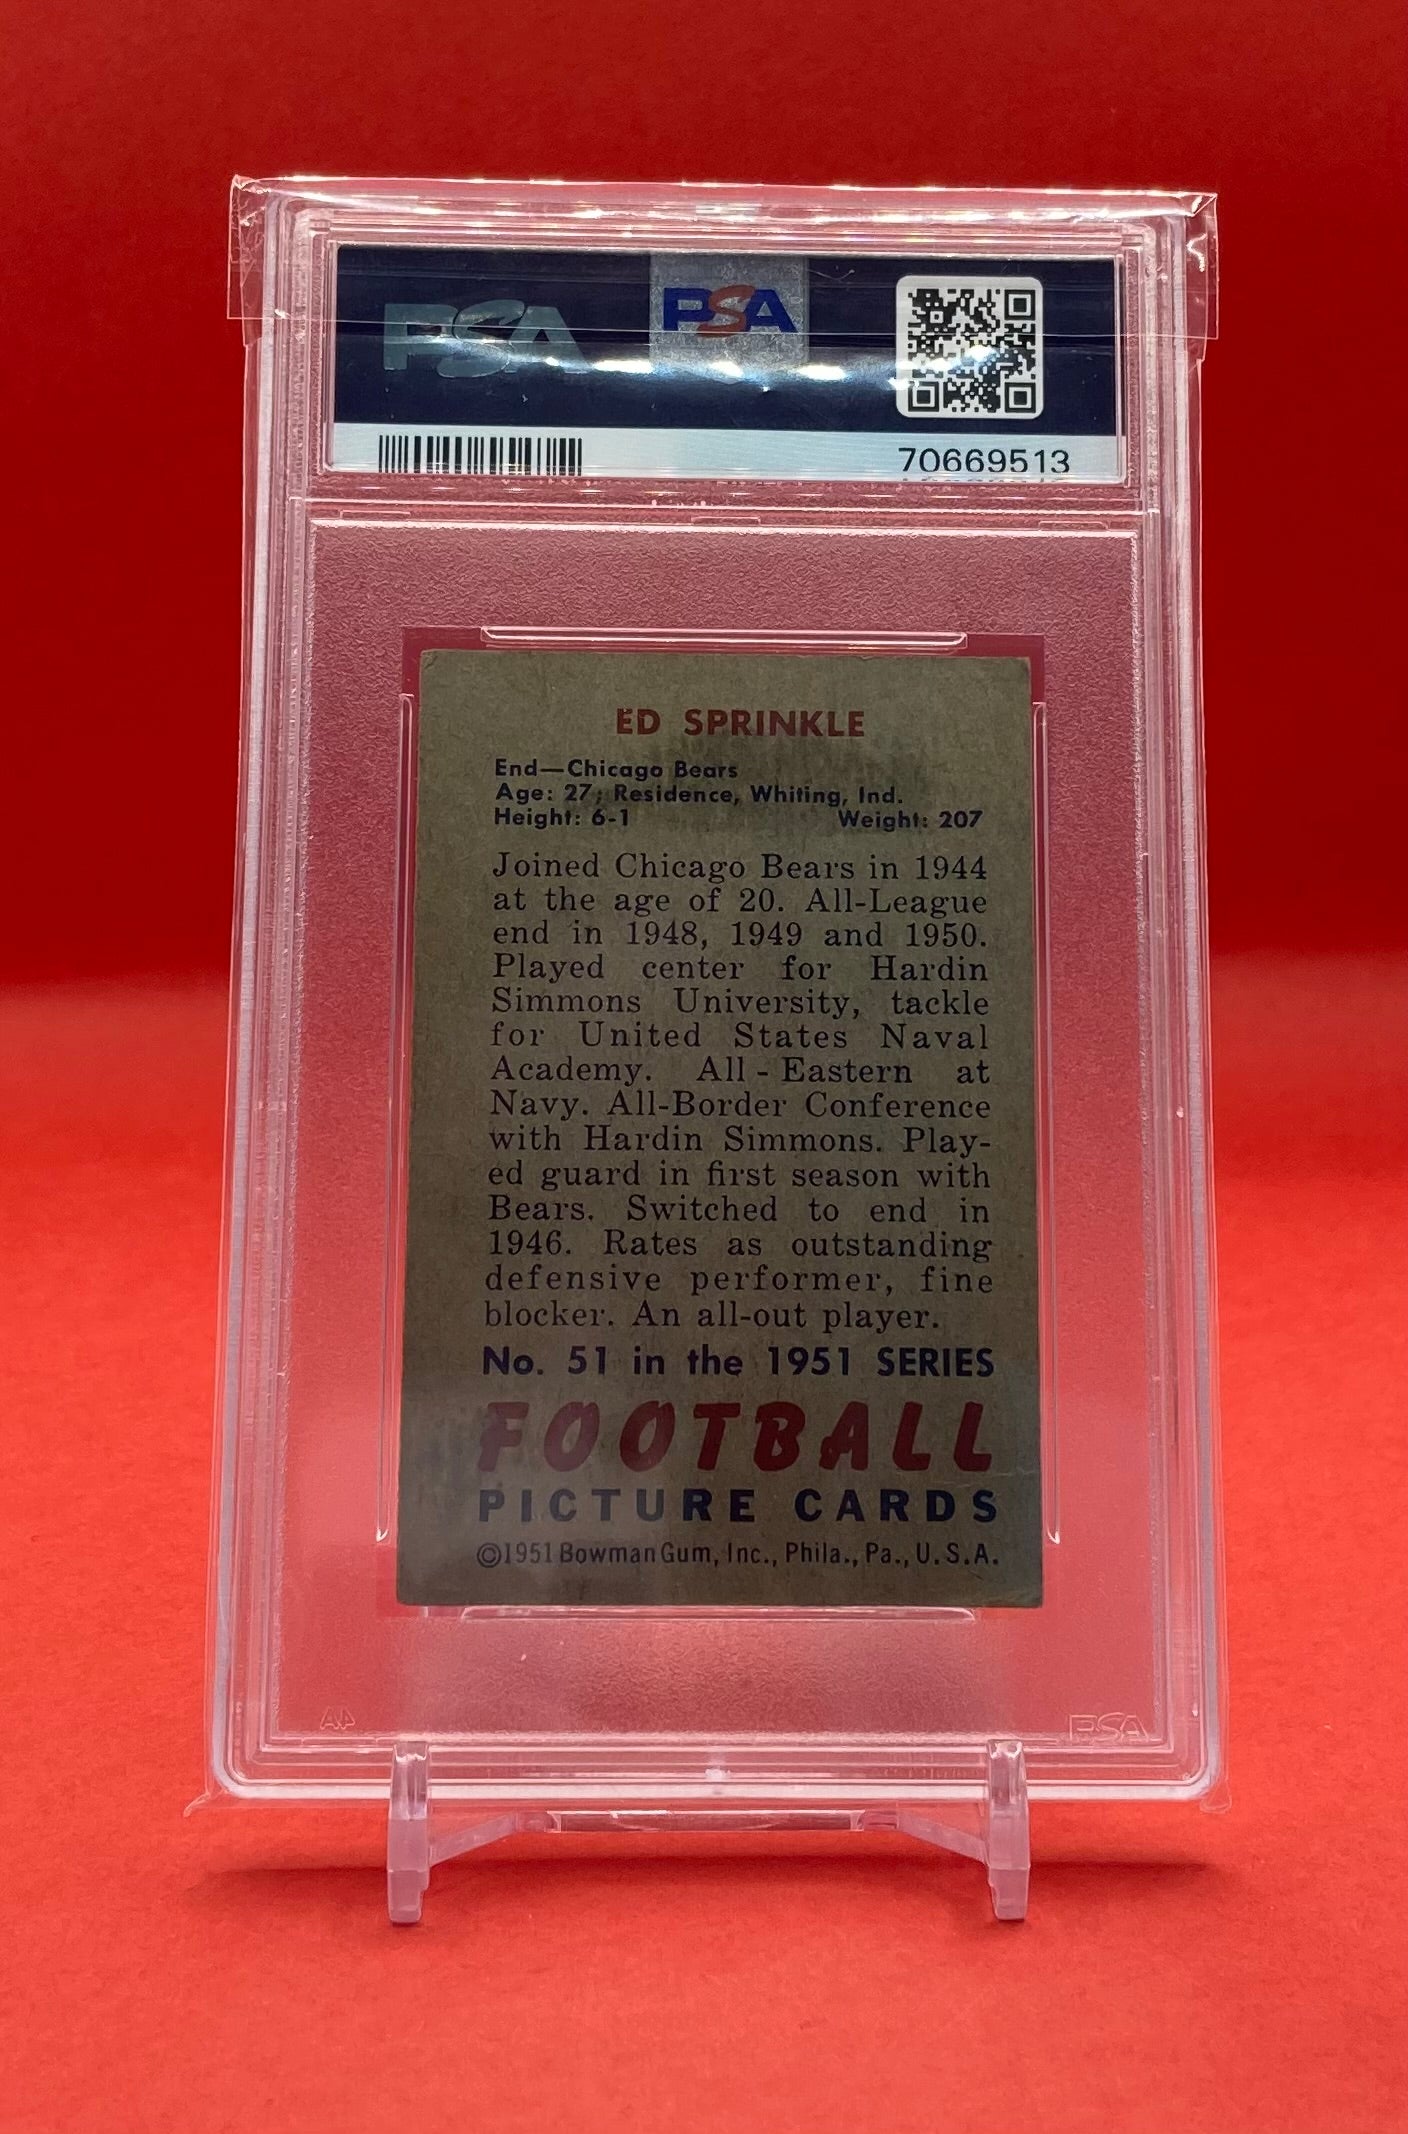 PSA PSA
70669513
ED SPRINKLE
End—Chicago Bears
Age: 27; Residence, Whiting, Ind.
Height: 6-1 Weight: 207
Joined Chicago Bears in 1944
at the age of 20. All-League
end in 1948, 1949 and 1950.
Played center for Hardin
Simmons University, tackle
for United States Naval
Academy. All-Eastern at
Navy. All-Border Conference
with Hardin Simmons. Play-
ed guard in first season with
Bears. Switched to end in
1946. Rates as outstanding
defensive performer, fine
blocker. An all-out player.
No. 51 in the 1951 SERIES
FOOTBALL
PICTURE CARDS
©1951 Bowman Gum, Inc., Phila., Pa., U.S.A.
PSA